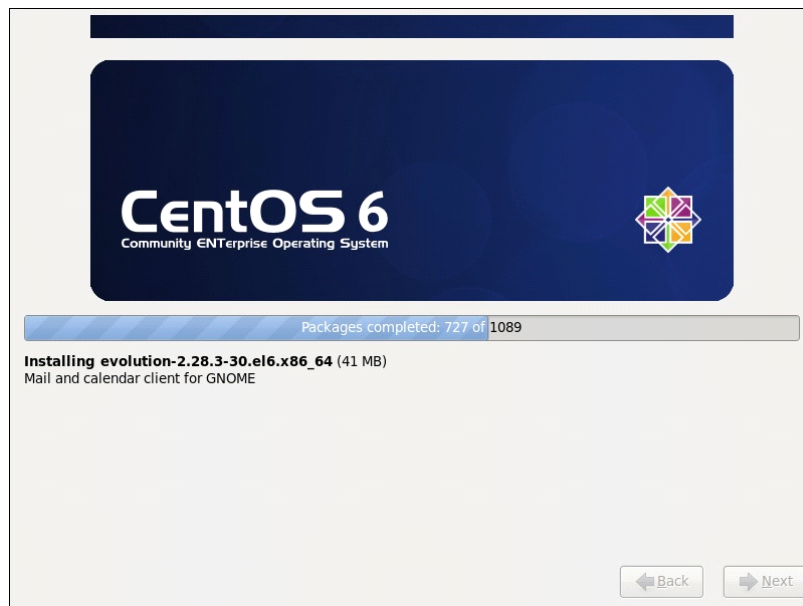 CentOS 6
Community ENTerprise Operating System
Packages completed: 727 of 1089
Installing evolution-2.28.3-30.el6.x86_64 (41 MB)
Mail and calendar client for GNOME
Back
Next